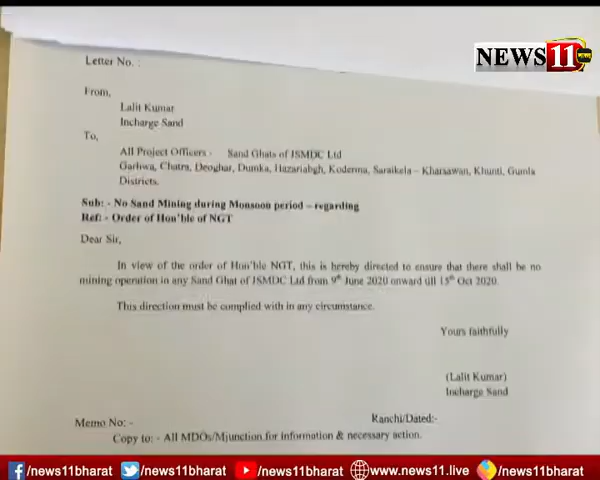 NEWS 11
Letter No. :
From,
Lalit Kumar
Incharge Sand
To,
All Project Officers - Sand Ghats of JSMDC Ltd
Garhwa, Chatra, Deoghar, Dumka, Hazariabgh, Koderma, Saraikela – Kharsawan, Khunti, Gumla
Districts.
Sub: - No Sand Mining during Monsoon period – regarding
Ref: - Order of Hon'ble of NGT
Dear Sir,
In view of the order of Hon'ble NGT, this is hereby directed to ensure that there shall be no
mining operation in any Sand Ghat of JSMDC Ltd from 9th June 2020 onward till 15th Oct 2020.
This direction must be complied with in any circumstance.
Yours faithfully
(Lalit Kumar)
Incharge Sand
Memo No: - Ranchi/Dated:-
Copy to: - All MDOs/Mjunction for information & necessary action.
/news11bharat /news11bharat /news11bharat www.news11.live /news11bharat